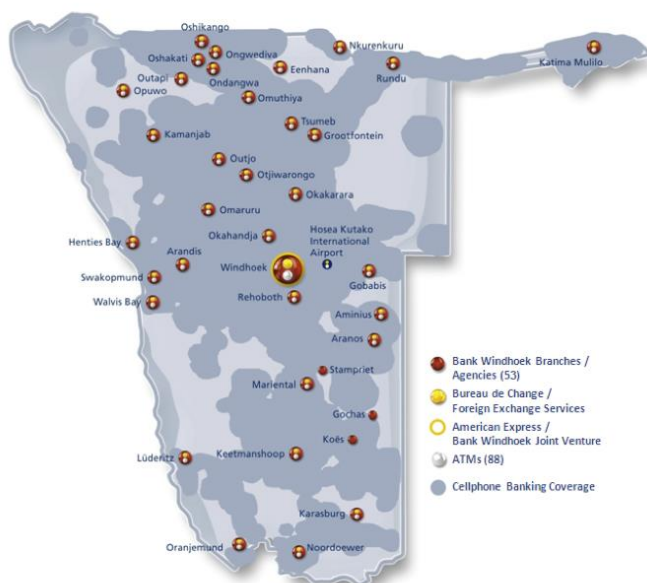 Oshikango
Nkurenkuru
Oshakati
Ongwediva
Katima Mulilo
Eenhana
Rundu
Outapi
Ondangwa
Opuwo
Omuthiya
Tsumeb
Kamanjab
Grootfontein
Outjo
Otjiwarongo
Okakarara
Omaruru
Okahandja
Hosea Kutako
International
Airport
Henties Bay
Arandis
Windhoek
Swakopmund
Gobabis
Walvis Bay
Rehoboth
Aminius
Aranos
Stampriet
Mariental
Gochas
Koës
Lüderitz
Keetmanshoop
Karasburg
Oranjemund
Noordoewer
Bank Windhoek Branches /
Agencies (53)
Bureau de Change /
Foreign Exchange Services
American Express /
Bank Windhoek Joint Venture
ATMs (88)
Cellphone Banking Coverage